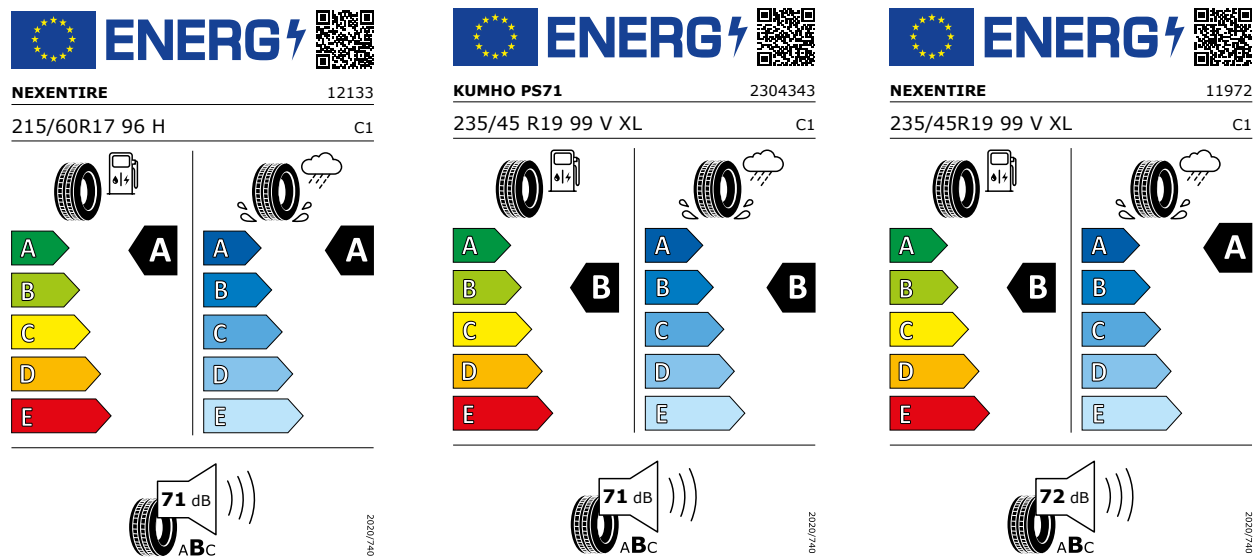 ENERG
NEXENTIRE 12133
215/60R17 96 H C1
A A
A A
B B
C C
D D
E E
71 dB
ABC
2020/740
ENERG
KUMHO PS71 2304343
235/45 R19 99 V XL C1
A A
B B
B B
C C
D D
E E
71 dB
ABC
2020/740
ENERG
NEXENTIRE 11972
235/45R19 99 V XL C1
A A
A
B B
B
C C
D D
E E
72 dB
ABC
2020/740